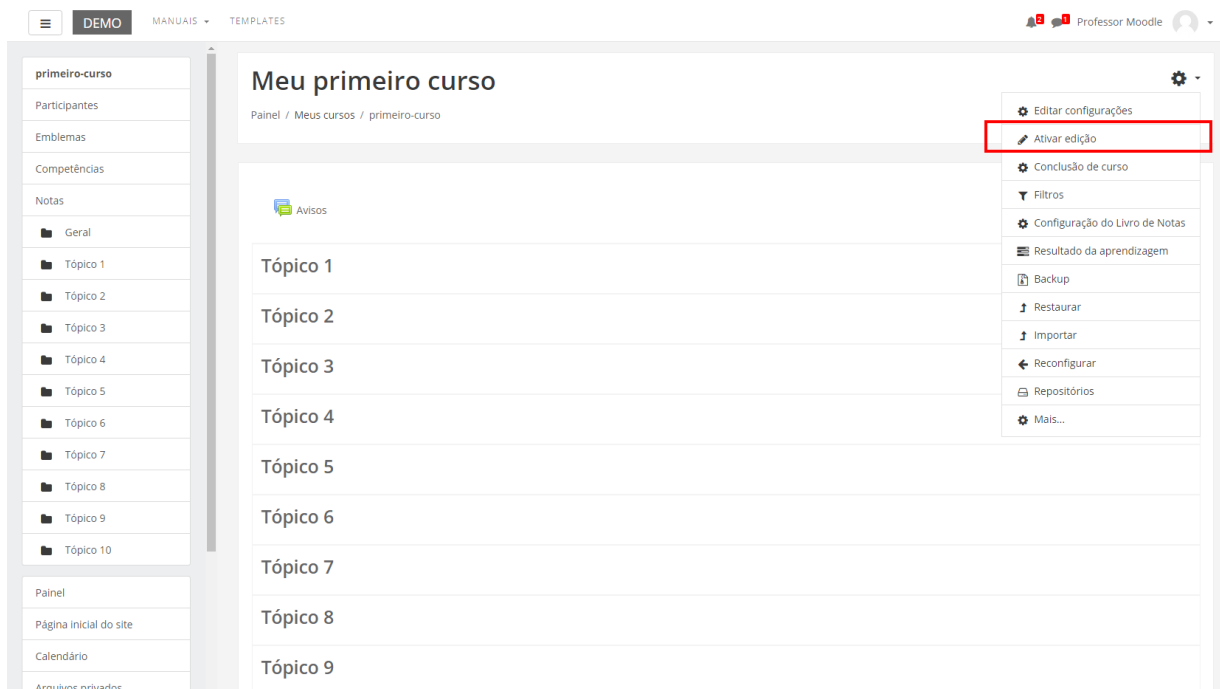 DEMO MANUAIS TEMPLATES 2 1 Professor Moodle
primeiro-curso
Participantes
Emblemas
Competências
Notas
Geral
Tópico 1
Tópico 2
Tópico 3
Tópico 4
Tópico 5
Tópico 6
Tópico 7
Tópico 8
Tópico 9
Tópico 10
Painel
Página inicial do site
Calendário
Arquivos privados
Meu primeiro curso
Painel / Meus cursos / primeiro-curso
Editar configurações
Ativar edição
Conclusão de curso
Filtros
Configuração do Livro de Notas
Resultado da aprendizagem
Backup
Restaurar
Importar
Reconfigurar
Repositórios
Mais...
Avisos
Tópico 1
Tópico 2
Tópico 3
Tópico 4
Tópico 5
Tópico 6
Tópico 7
Tópico 8
Tópico 9